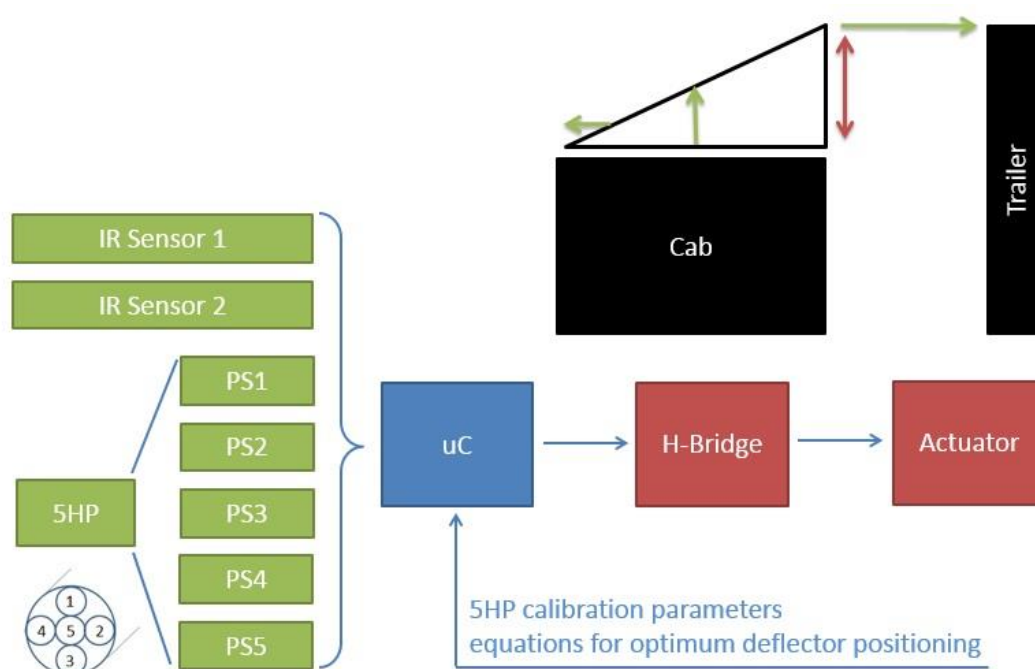 Trailer
Cab
IR Sensor 1
IR Sensor 2
PS1
PS2
PS3
PS4
PS5
5HP
1
4 5 2
3
uC
H-Bridge
Actuator
5HP calibration parameters
equations for optimum deflector positioning